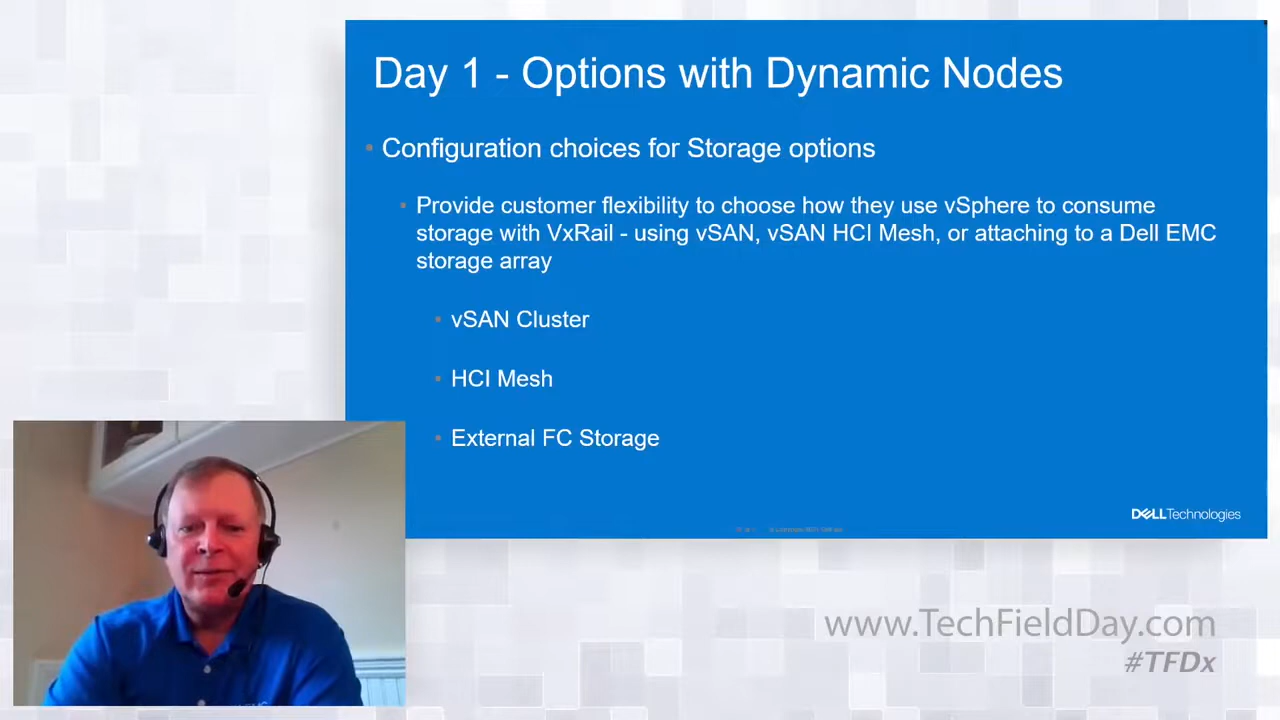 Day 1 - Options with Dynamic Nodes
Configuration choices for Storage options
Provide customer flexibility to choose how they use vSphere to consume
storage with VxRail - using vSAN, vSAN HCI Mesh, or attaching to a Dell EMC
storage array
vSAN Cluster
HCI Mesh
External FC Storage
DELL Technologies
www.TechFieldDay.com
#TFDx